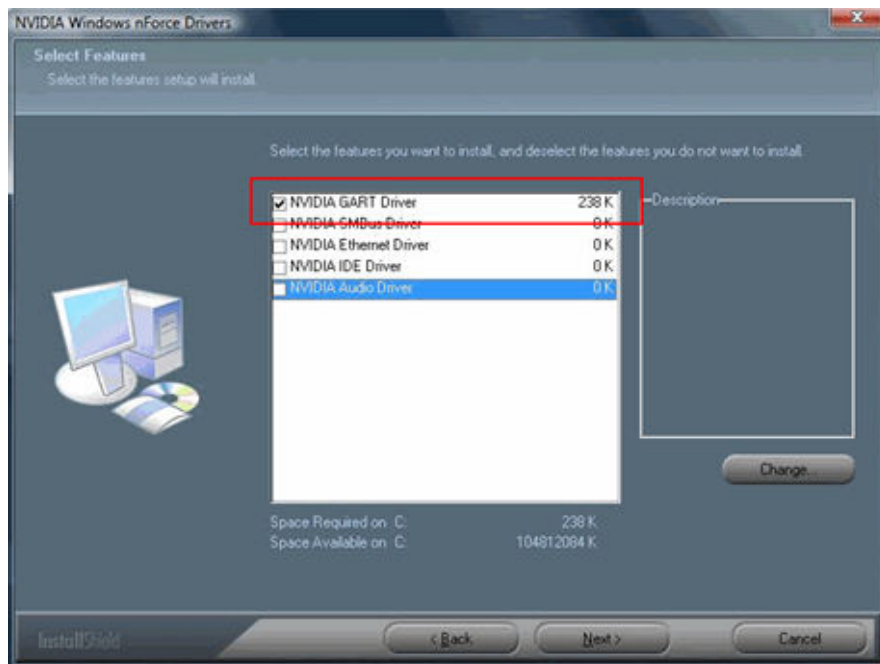 NVIDIA Windows nForce Drivers
Select Features
Select the features setup will install.
Select the features you want to install, and deselect the features you do not want to install.
NVIDIA GART Driver 238 K
NVIDIA SMBus Driver 0 K
NVIDIA Ethernet Driver 0 K
NVIDIA IDE Driver 0 K
NVIDIA Audio Driver 0 K
Description
Change...
Space Required on C: 238 K
Space Available on C: 104812084 K
InstallShield
< Back
Next >
Cancel